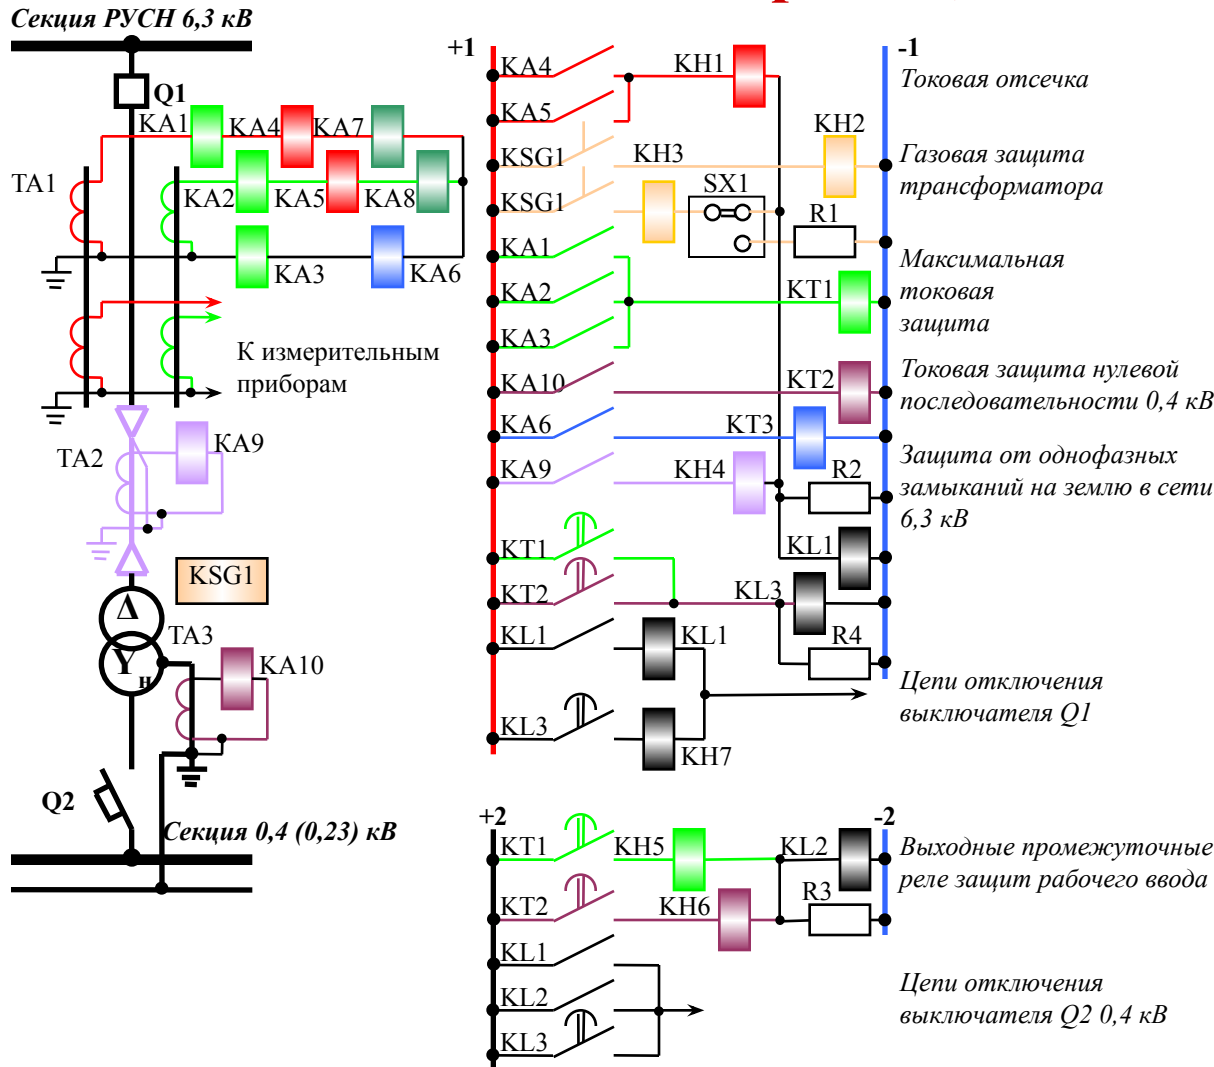 Секция РУСН 6,3 кВ
Q1
KA1
KA4
KA7
TA1
KA2
KA5
KA8
KA3
KA6
К измерительным
приборам
TA2
KA9
KSG1
Δ
Y
н
TA3
KA10
Q2
Секция 0,4 (0,23) кВ
+1
-1
KA4
KH1
Токовая отсечка
KA5
KH2
KSG1
KH3
Газовая защита
трансформатора
KSG1
SX1
R1
KA1
Максимальная
токовая
защита
KA2
KT1
KA3
KA10
KT2
Токовая защита нулевой
последовательности 0,4 кВ
KA6
KT3
KA9
KH4
R2
Защита от однофазных
замыканий на землю в сети
6,3 кВ
KT1
KL1
KT2
KL3
KL1
KL1
R4
Цепи отключения
выключателя Q1
KL3
KH7
+2
-2
KT1
KH5
KL2
Выходные промежуточные
реле защит рабочего ввода
KT2
KH6
R3
KL1
KL2
Цепи отключения
выключателя Q2 0,4 кВ
KL3